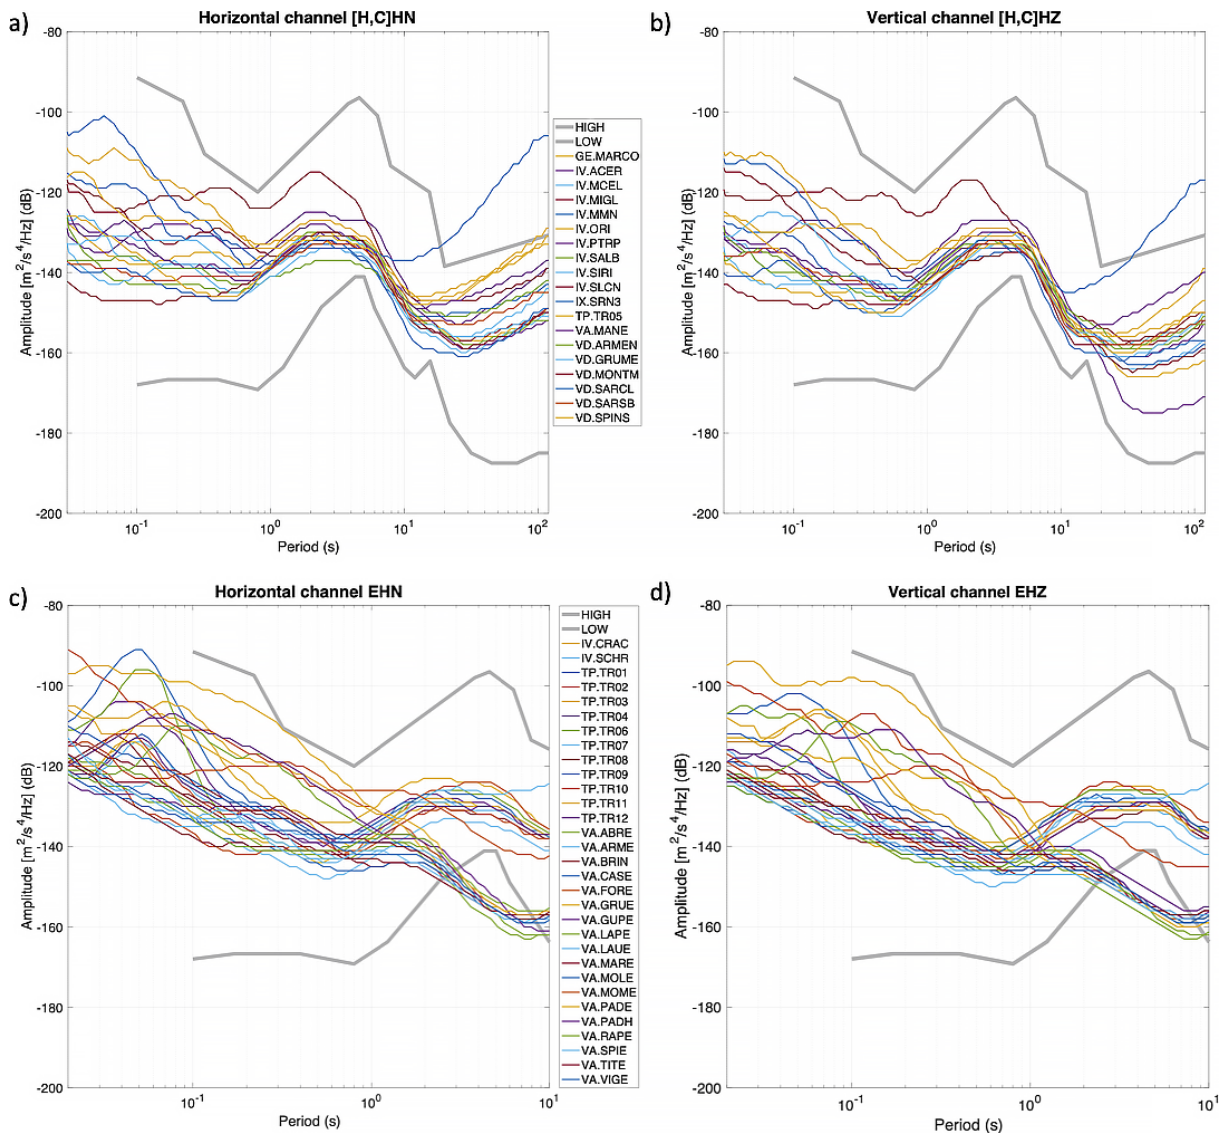 a)
Horizontal channel [H,C]HN
-80
-100
-120
-140
-160
-180
-200
Amplitude [m²/s⁴/Hz] (dB)
10⁻¹
10⁰
10¹
10²
Period (s)
HIGH
LOW
GE.MARCO
IV.ACER
IV.MCEL
IV.MIGL
IV.MMN
IV.ORI
IV.PTRP
IV.SALB
IV.SIRI
IV.SLCN
IX.SRN3
TP.TR05
VA.MANE
VD.ARMEN
VD.GRUME
VD.MONTM
VD.SARCL
VD.SARSB
VD.SPINS
b)
Vertical channel [H,C]HZ
-80
-100
-120
-140
-160
-180
-200
Amplitude [m²/s⁴/Hz] (dB)
10⁻¹
10⁰
10¹
10²
Period (s)
c)
Horizontal channel EHN
-80
-100
-120
-140
-160
-180
-200
Amplitude [m²/s⁴/Hz] (dB)
10⁻¹
10⁰
10¹
Period (s)
HIGH
LOW
IV.CRAC
IV.SCHR
TP.TR01
TP.TR02
TP.TR03
TP.TR04
TP.TR06
TP.TR07
TP.TR08
TP.TR09
TP.TR10
TP.TR11
TP.TR12
VA.ABRE
VA.ARME
VA.BRIN
VA.CASE
VA.FORE
VA.GRUE
VA.GUPE
VA.LAPE
VA.LAUE
VA.MARE
VA.MOLE
VA.MOME
VA.PADE
VA.PADH
VA.RAPE
VA.SPIE
VA.TITE
VA.VIGE
d)
Vertical channel EHZ
-80
-100
-120
-140
-160
-180
-200
Amplitude [m²/s⁴/Hz] (dB)
10⁻¹
10⁰
10¹
Period (s)